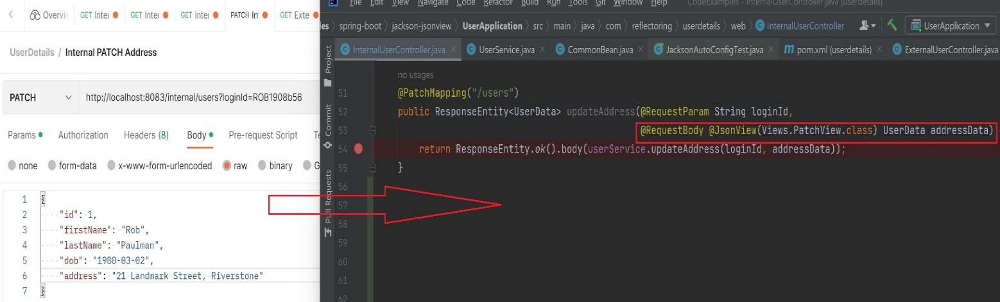 Overvi
GET Inter
GET Inter
GET Inter
PATCH In
GET Exte
UserDetails / Internal PATCH Address
PATCH
http://localhost:8083/internal/users?loginId=ROB1908b56
Params
Authorization
Headers (8)
Body
Pre-request Script
Te
none
form-data
x-www-form-urlencoded
raw
binary
G
1 {
2 "id": 1,
3 "firstName": "Rob",
4 "lastName": "Paulman",
5 "dob": "1980-03-02",
6 "address": "21 Landmark Street, Riverstone"
7 }
File Edit View Navigate Code Refactor Build Run Tools Git Window Help CodeExamples - InternalUserController.java [userdetails]
es spring-boot jackson-jsonview UserApplication src main java com reflectoring userdetails web InternalUserController
UserApplication
InternalUserController.java
UserService.java
CommonBean.java
JacksonAutoConfigTest.java
pom.xml (userdetails)
ExternalUserController.java
Project
Commit
Pull Requests
no usages
51 @PatchMapping("/users")
52 public ResponseEntity<UserData> updateAddress(@RequestParam String loginId,
53 @RequestBody @JsonView(Views.PatchView.class) UserData addressData)
54 return ResponseEntity.ok().body(userService.updateAddress(loginId, addressData));
55 }
56
57
58
59
60
61
62